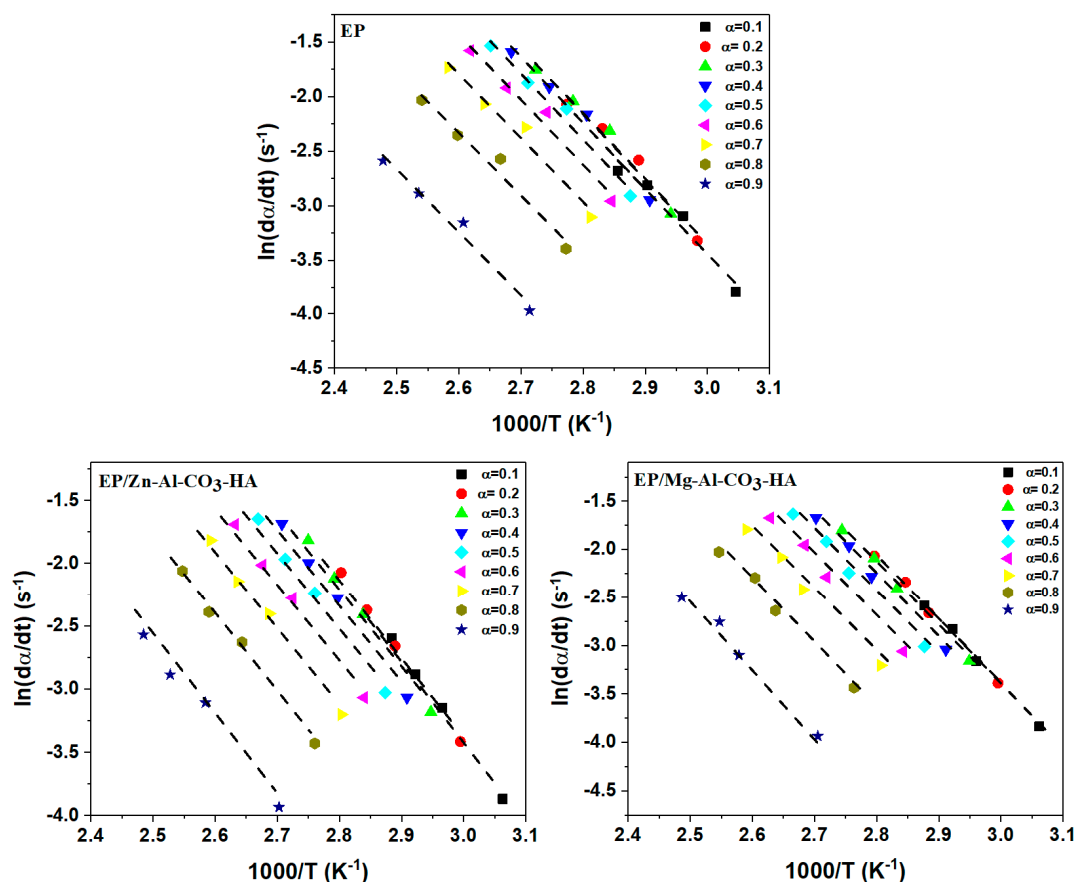 EP
α=0.1
α= 0.2
α=0.3
α=0.4
α=0.5
α=0.6
α=0.7
α=0.8
α=0.9
-1.5
-2.0
-2.5
-3.0
-3.5
-4.0
-4.5
ln(dα/dt) (s⁻¹)
2.4 2.5 2.6 2.7 2.8 2.9 3.0 3.1
1000/T (K⁻¹)
EP/Zn-Al-CO₃-HA
α=0.1
α= 0.2
α=0.3
α=0.4
α=0.5
α=0.6
α=0.7
α=0.8
α=0.9
-1.5
-2.0
-2.5
-3.0
-3.5
-4.0
ln(dα/dt) (s⁻¹)
2.4 2.5 2.6 2.7 2.8 2.9 3.0 3.1
1000/T (K⁻¹)
EP/Mg-Al-CO₃-HA
α=0.1
α= 0.2
α=0.3
α=0.4
α=0.5
α=0.6
α=0.7
α=0.8
α=0.9
-1.5
-2.0
-2.5
-3.0
-3.5
-4.0
-4.5
ln(dα/dt) (s⁻¹)
2.4 2.5 2.6 2.7 2.8 2.9 3.0 3.1
1000/T (K⁻¹)